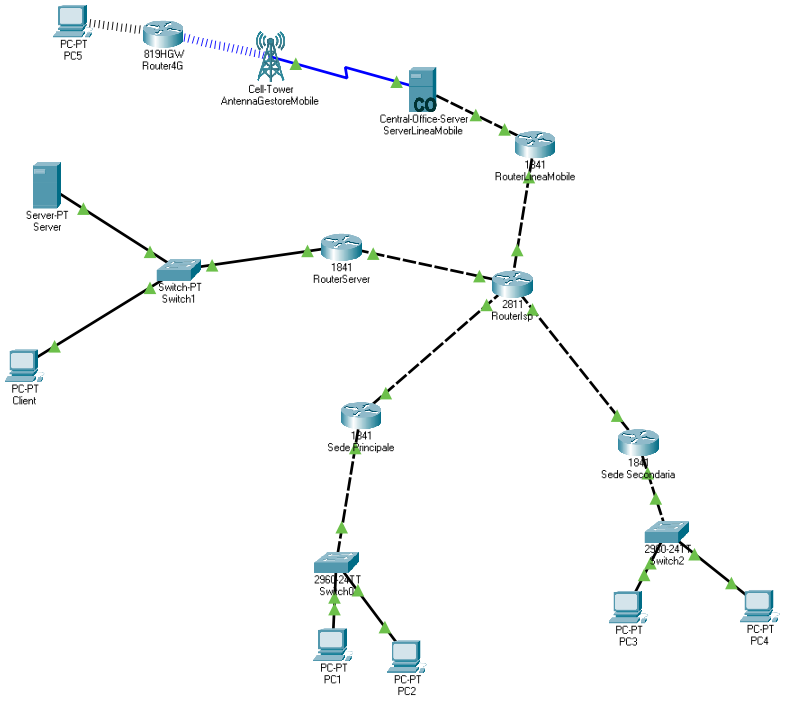 PC-PT
PC5
819HGW
Router4G
Cell-Tower
AntennaGestoreMobile
CO
Central-Office-Server
ServerLineaMobile
1841
RouterLineaMobile
Server-PT
Server
Switch-PT
Switch1
1841
RouterServer
2811
RouterIsp
PC-PT
Client
1841
Sede Principale
1841
Sede Secondaria
2960-24TT
Switch0
2960-24TT
Switch2
PC-PT
PC1
PC-PT
PC2
PC-PT
PC3
PC-PT
PC4